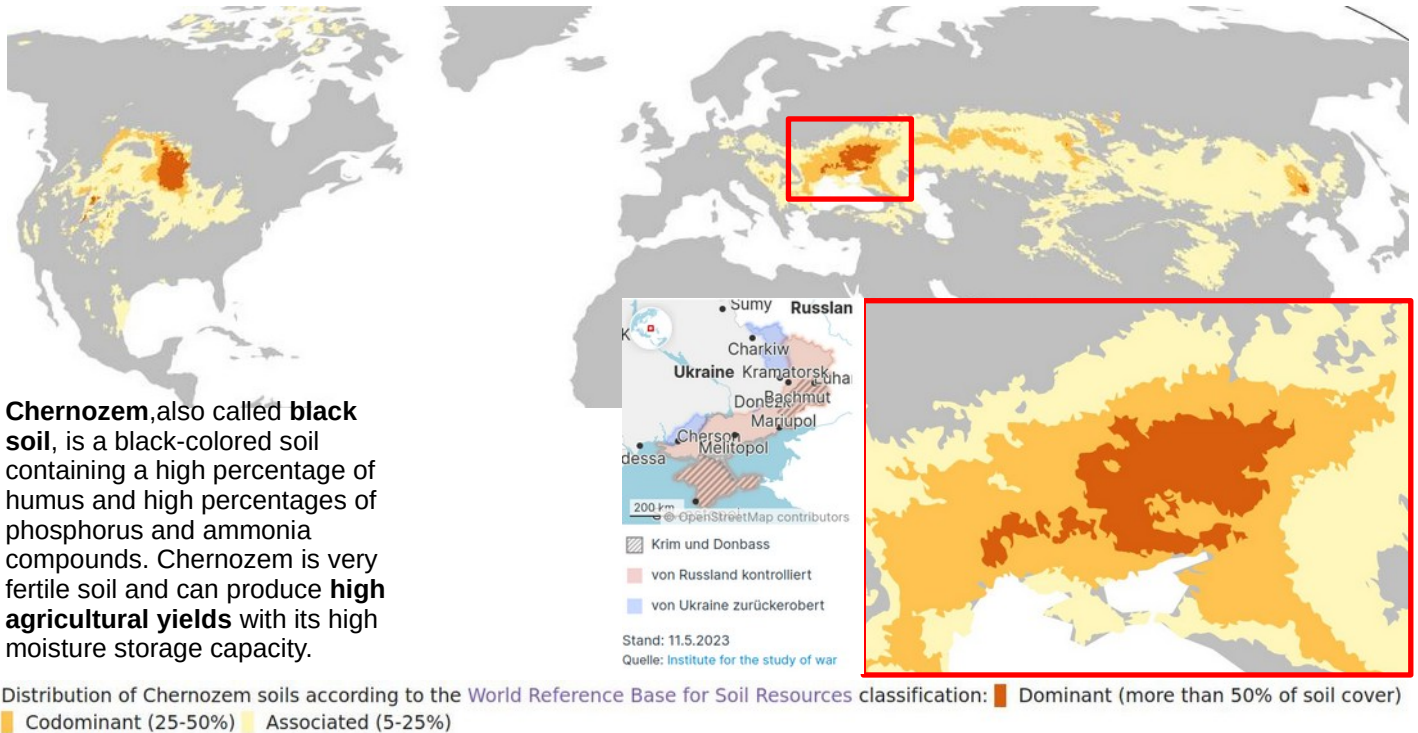 Chernozem,also called black
soil, is a black-colored soil
containing a high percentage of
humus and high percentages of
phosphorus and ammonia
compounds. Chernozem is very
fertile soil and can produce high
agricultural yields with its high
moisture storage capacity.
Sumy Russlan
K
Charkiw
Ukraine Kramatorsk
Luha
Donezk Bachmut
Mariupol
Cherson
Melitopol
dessa
200 km
© OpenStreetMap contributors
Krim und Donbass
von Russland kontrolliert
von Ukraine zurückerobert
Stand: 11.5.2023
Quelle: Institute for the study of war
Distribution of Chernozem soils according to the World Reference Base for Soil Resources classification: Dominant (more than 50% of soil cover)
Codominant (25-50%) Associated (5-25%)